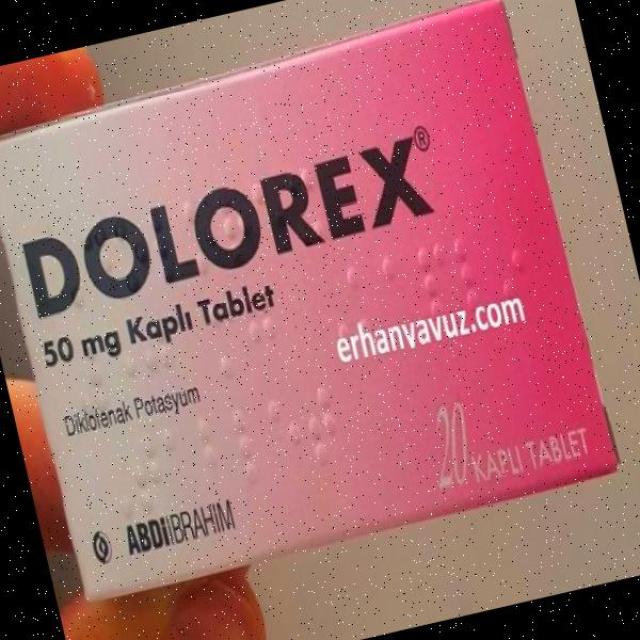 DOLOREX®
50 mg Kaplı Tablet
erhanvavuz.com
Diklofenak Potasyum
20 KAPLI TABLET
ABDİİBRAHİM